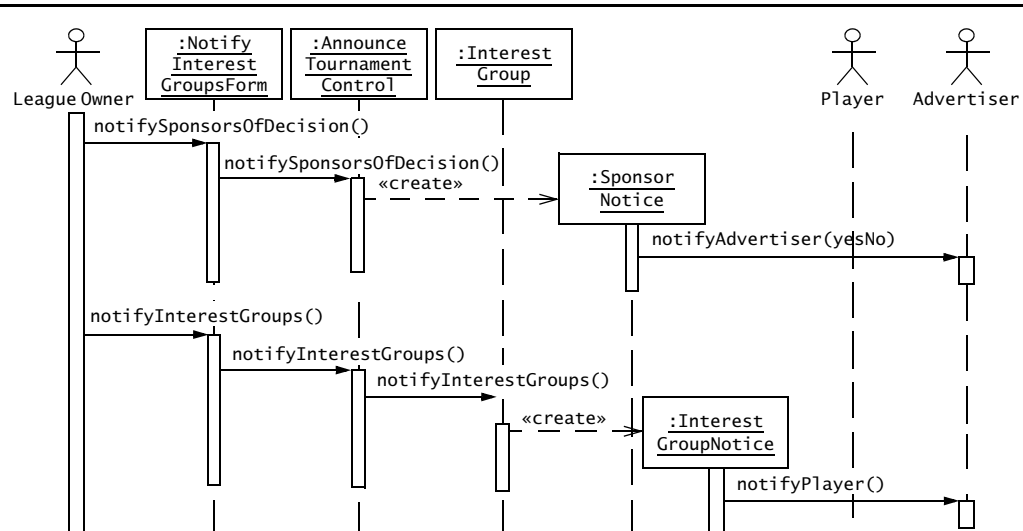 :Notify
Interest
GroupsForm
:Announce
Tournament
Control
:Interest
Group
League Owner
Player
Advertiser
notifySponsorsOfDecision()
notifySponsorsOfDecision()
«create»
:Sponsor
Notice
notifyAdvertiser(yesNo)
notifyInterestGroups()
notifyInterestGroups()
notifyInterestGroups()
«create»
:Interest
GroupNotice
notifyPlayer()